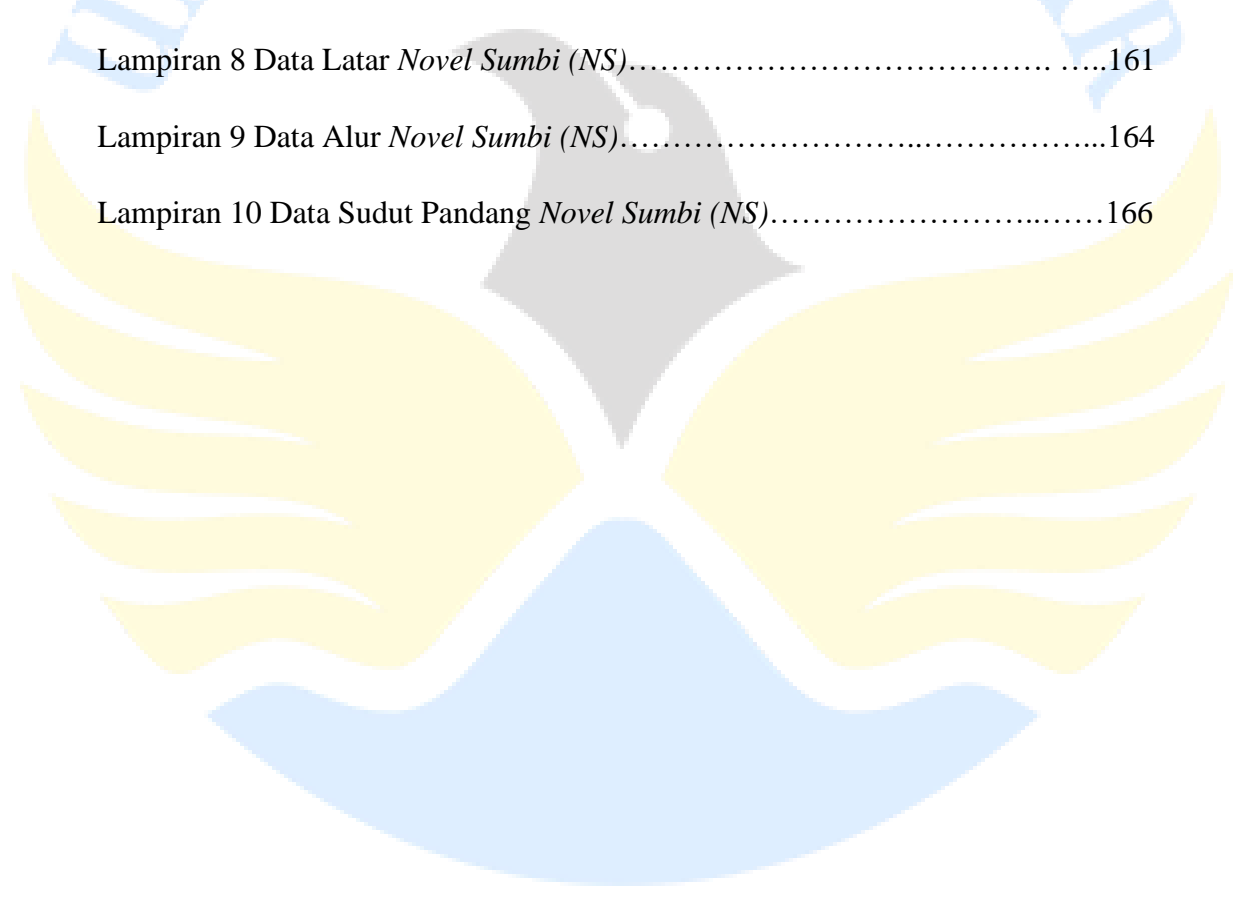 Lampiran 8 Data Latar Novel Sumbi (NS)…………………………………. …..161
Lampiran 9 Data Alur Novel Sumbi (NS)………………………..……………...164
Lampiran 10 Data Sudut Pandang Novel Sumbi (NS)……………………..……166